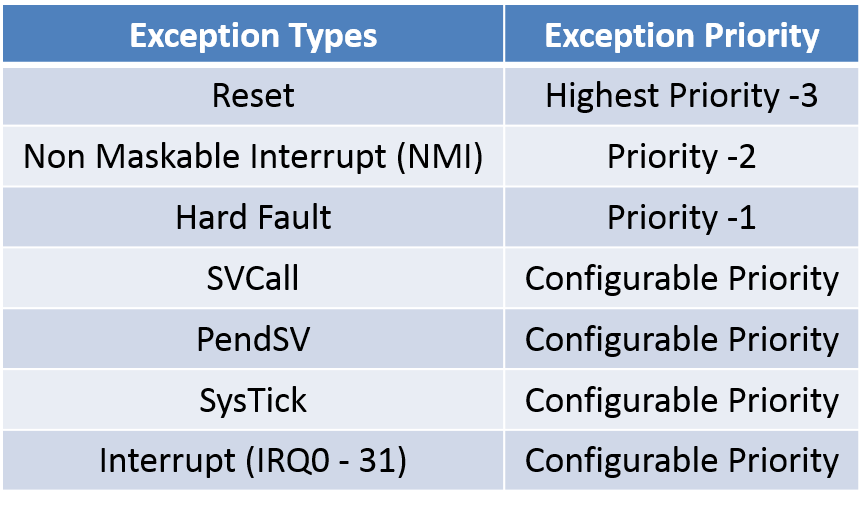 Exception Types Exception Priority
Reset Highest Priority -3
Non Maskable Interrupt (NMI) Priority -2
Hard Fault Priority -1
SVCall Configurable Priority
PendSV Configurable Priority
SysTick Configurable Priority
Interrupt (IRQ0 - 31) Configurable Priority